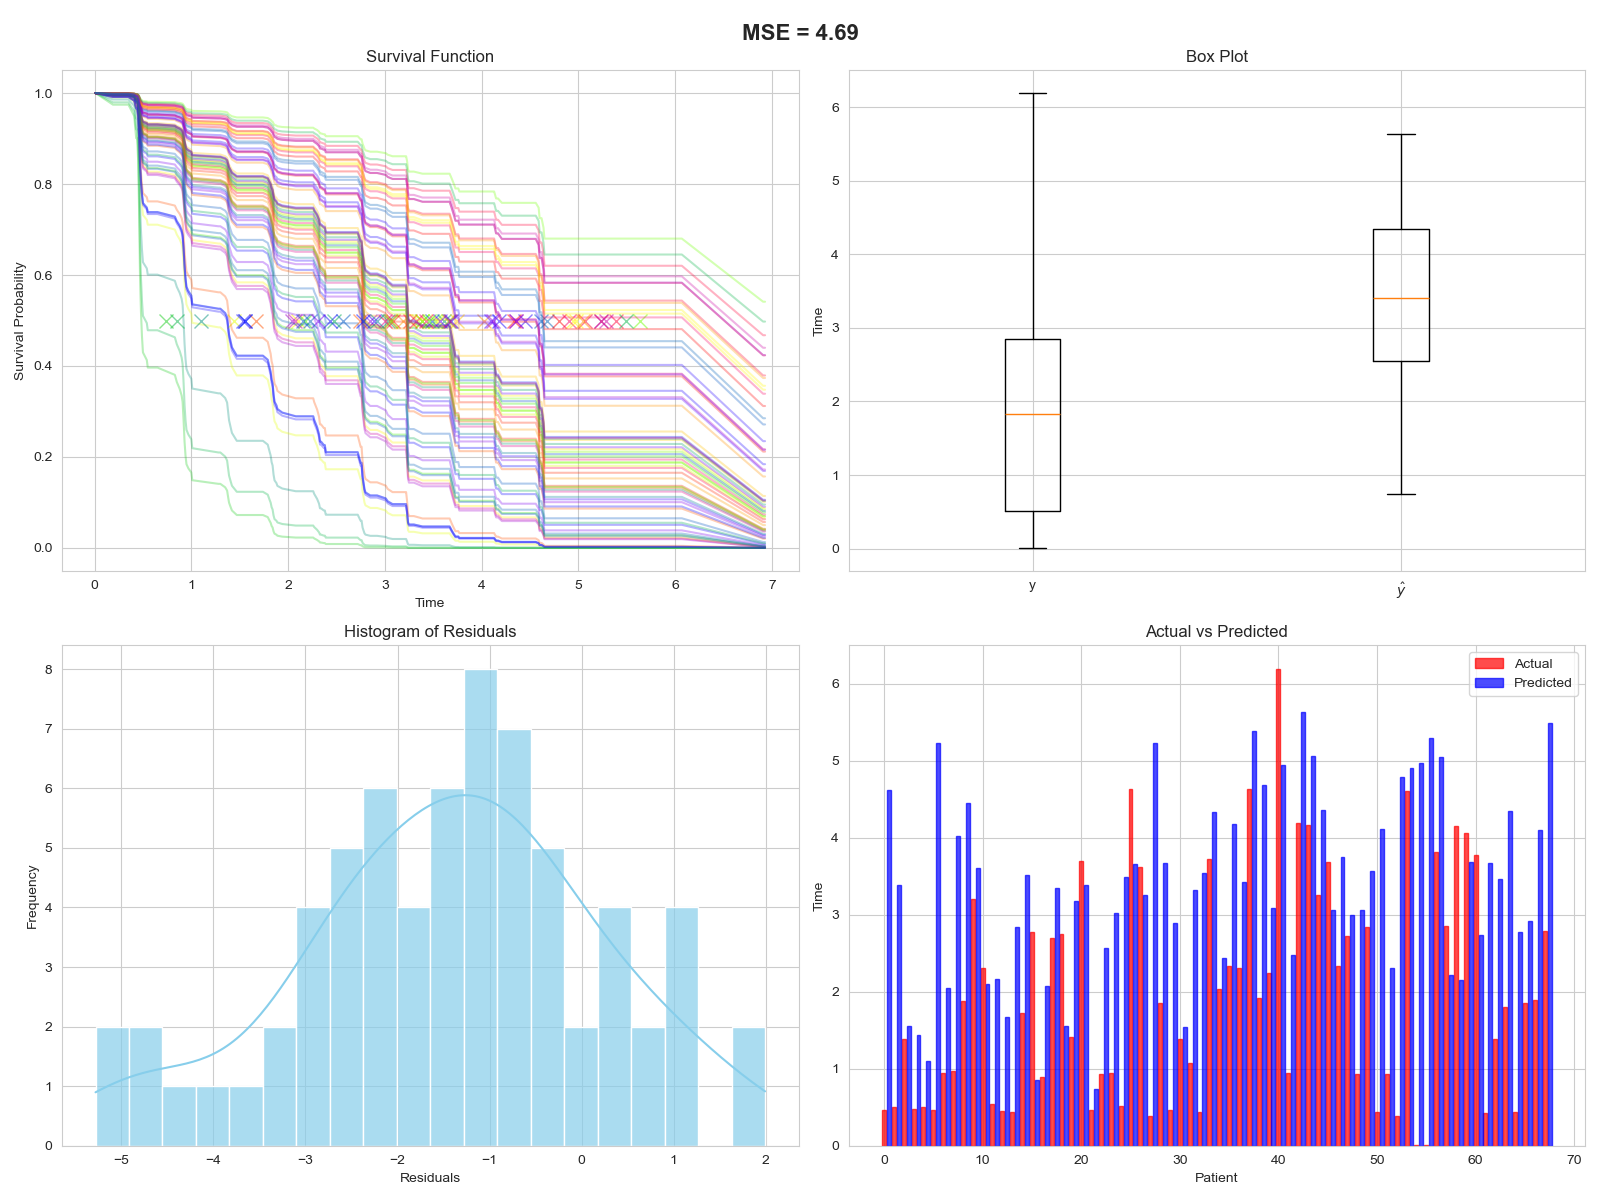 MSE = 4.69
Survival Function
1.0
0.8
0.6
0.4
0.2
0.0
Survival Probability
0 1 2 3 4 5 6 7
Time
Box Plot
6
5
4
3
2
1
0
Time
y ŷ
Histogram of Residuals
8
7
6
5
4
3
2
1
0
Frequency
−5 −4 −3 −2 −1 0 1 2
Residuals
Actual vs Predicted
Actual
Predicted
6
5
4
3
2
1
0
Time
0 10 20 30 40 50 60 70
Patient